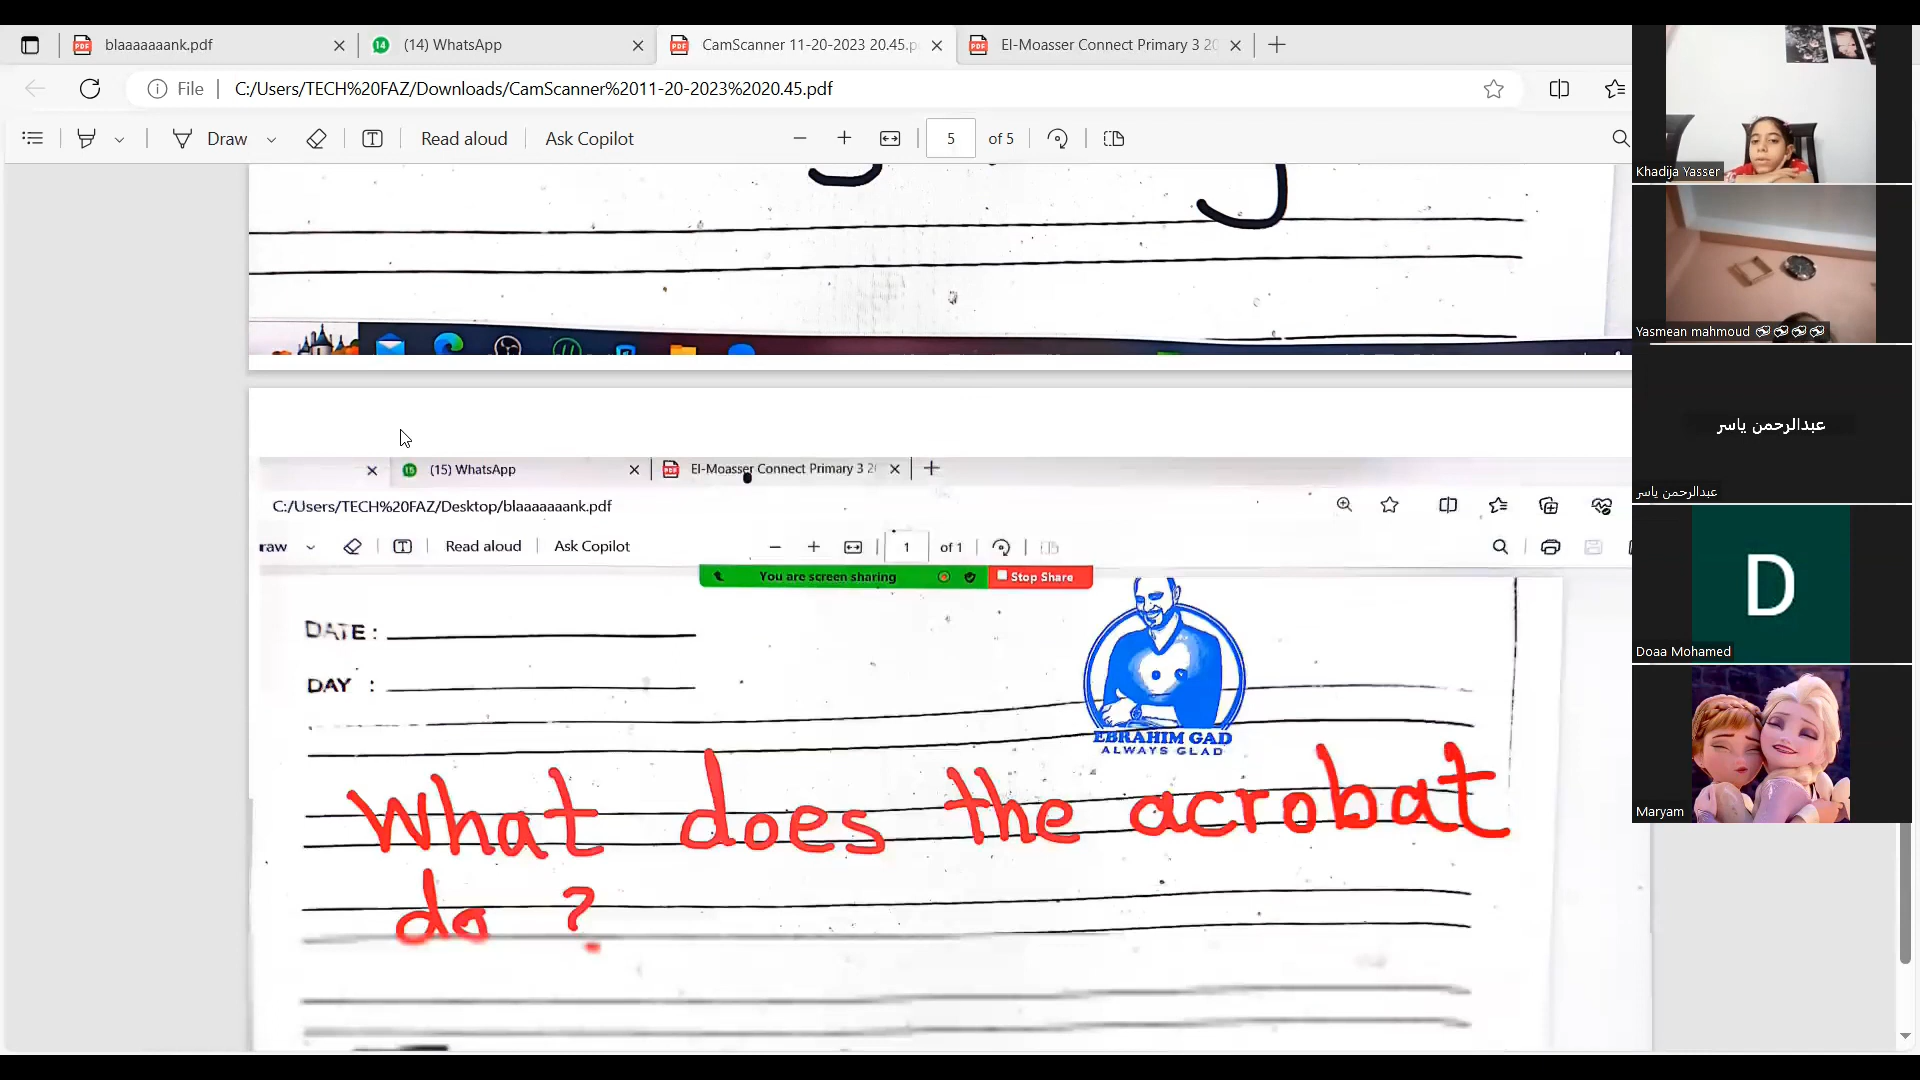 blaaaaaaank.pdf
(14) WhatsApp
CamScanner 11-20-2023 20.45.p
El-Moasser Connect Primary 3 20
File
C:/Users/TECH%20FAZ/Downloads/CamScanner%2011-20-2023%2020.45.pdf
Draw
Read aloud
Ask Copilot
5 of 5
Khadija Yasser
Yasmean mahmoud
عبدالرحمن ياسر
عبدالرحمن ياسر
D
Doaa Mohamed
Maryam
(15) WhatsApp
El-Moasser Connect Primary 3 2
C:/Users/TECH%20FAZ/Desktop/blaaaaaaank.pdf
raw
Read aloud
Ask Copilot
1 of 1
You are screen sharing
Stop Share
DATE :
DAY :
EBRAHIM GAD
ALWAYS GLAD
What does the acrobat
do ?